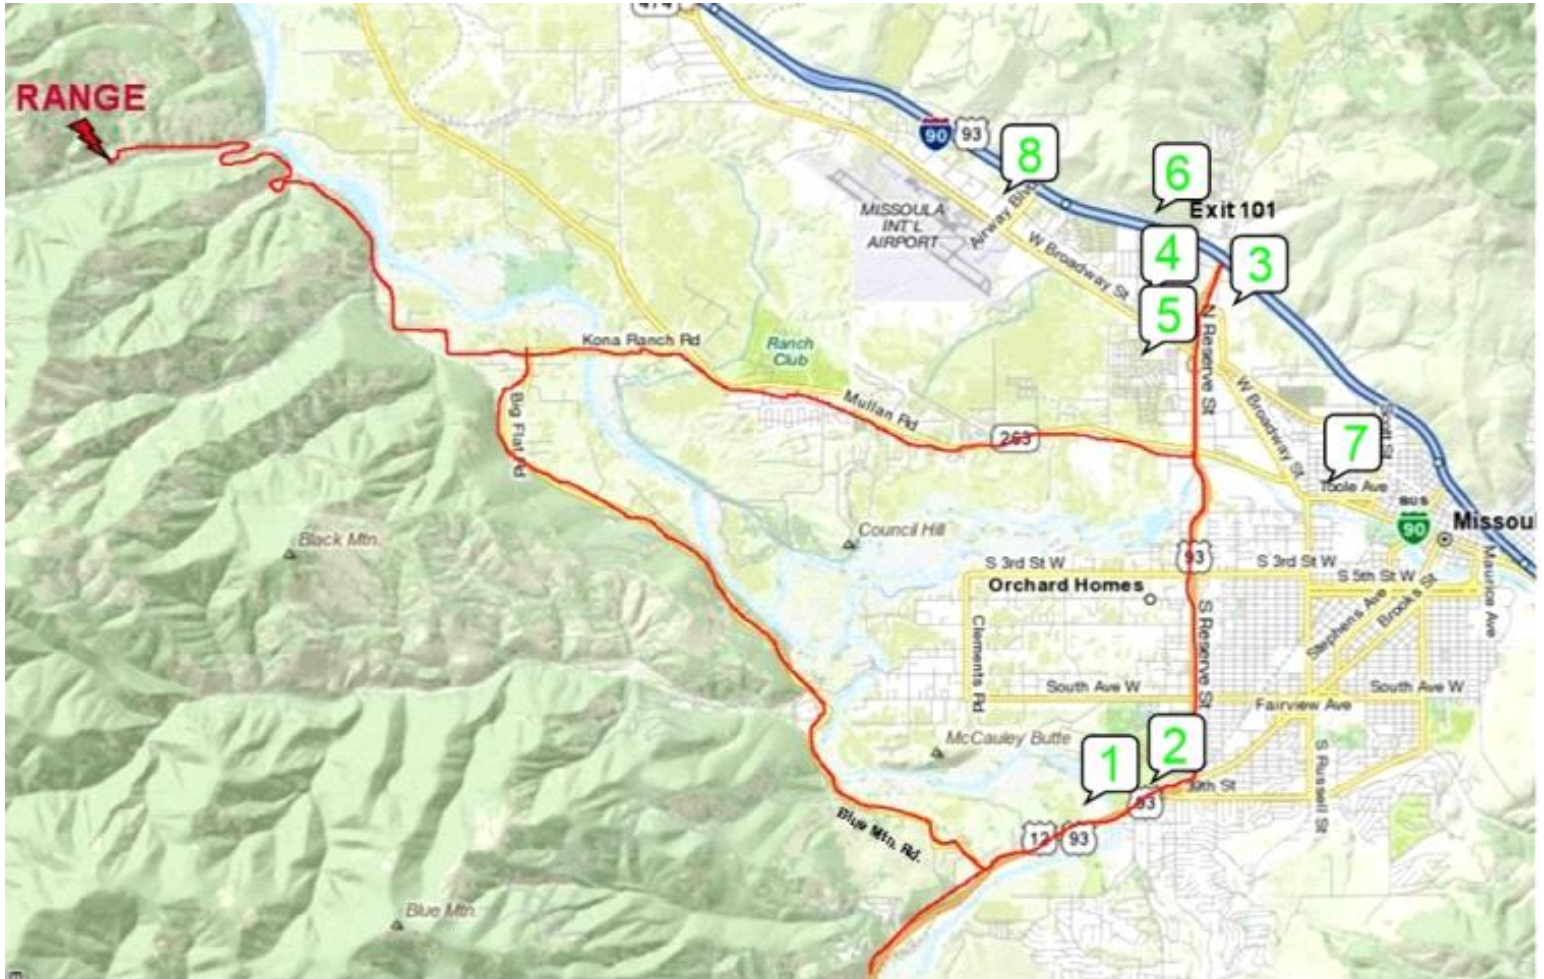 474
RANGE
90
93
8
6
MISSOULA
INT'L
AIRPORT
Airway Blvd
Exit 101
W Broadway St
4
3
5
N Reserve St
Kona Ranch Rd
Ranch
Club
Big Flat Rd
Mullan Rd
263
W Broadway St
7
Scott St
Toole Ave
BUS
90
Missou
Black Mtn.
Council Hill
93
S 3rd St W
S 3rd St W
S 5th St W
Orchard Homes
Stephens Ave
Brooks St
Maurice Ave
Clements Rd
S Reserve St
South Ave W
South Ave W
Fairview Ave
McCauley Butte
1
2
S Russell St
39th St
93
12
93
Blue Mtn. Rd.
Blue Mtn.